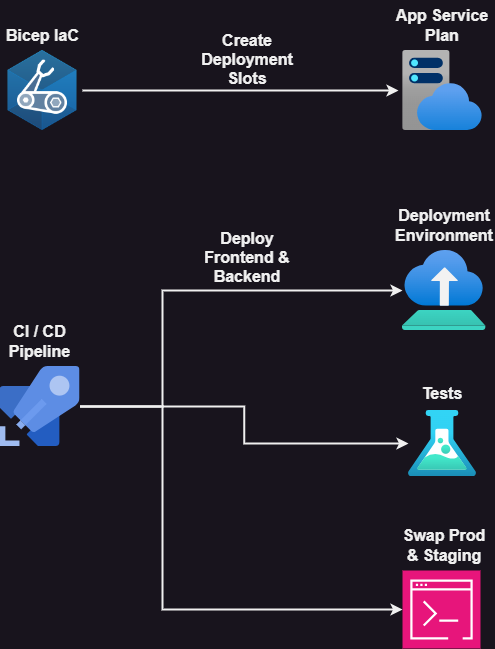 Bicep IaC
Create
Deployment
Slots
App Service
Plan
Deployment
Environment
Deploy
Frontend &
Backend
CI / CD
Pipeline
Tests
Swap Prod
& Staging